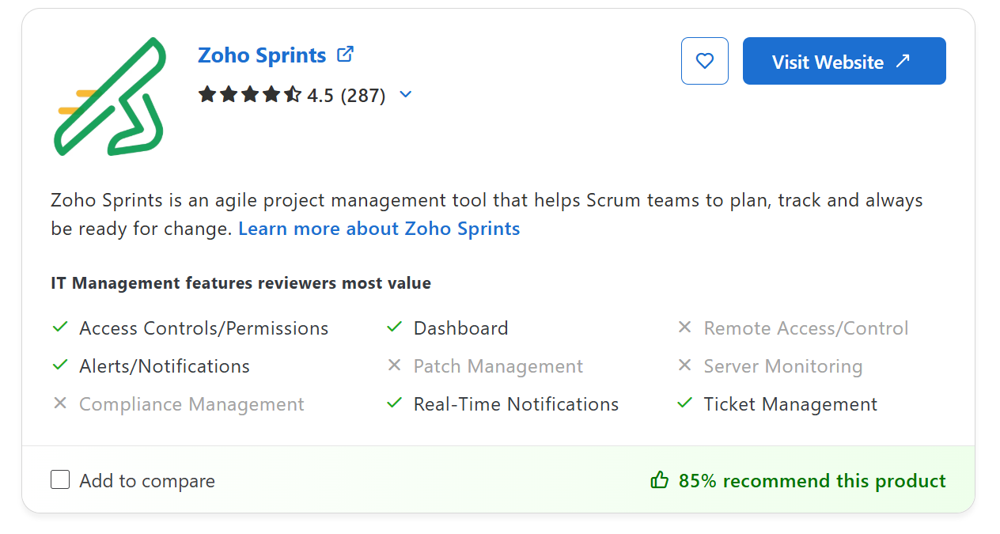 Zoho Sprints
Visit Website
4.5 (287)
Zoho Sprints is an agile project management tool that helps Scrum teams to plan, track and always
be ready for change. Learn more about Zoho Sprints
IT Management features reviewers most value
Access Controls/Permissions
Dashboard
Remote Access/Control
Alerts/Notifications
Patch Management
Server Monitoring
Compliance Management
Real-Time Notifications
Ticket Management
Add to compare
85% recommend this product